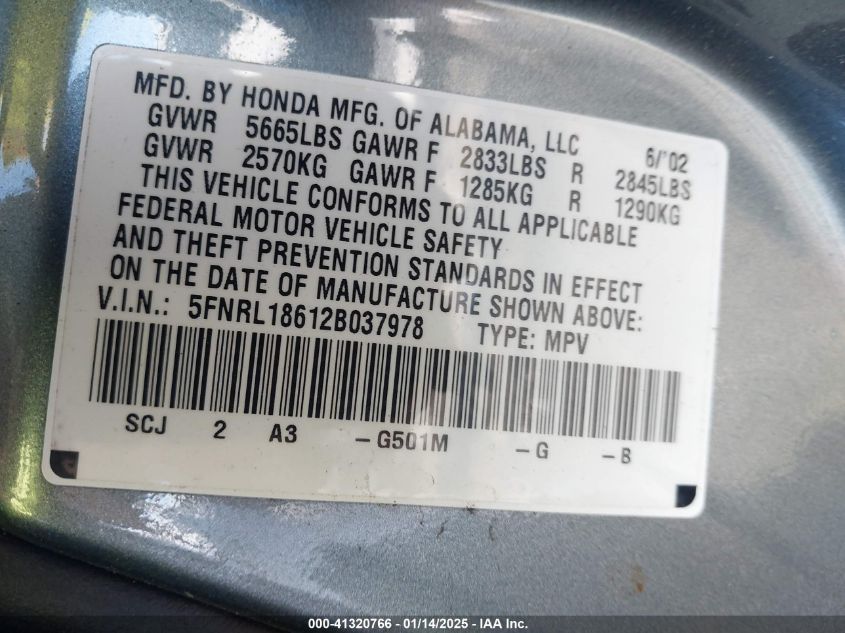 MFD. BY HONDA MFG. OF ALABAMA, LLC 6/'02
GVWR 5665LBS GAWR F 2833LBS R 2845LBS
GVWR 2570KG GAWR F 1285KG R 1290KG
THIS VEHICLE CONFORMS TO ALL APPLICABLE
FEDERAL MOTOR VEHICLE SAFETY
AND THEFT PREVENTION STANDARDS IN EFFECT
ON THE DATE OF MANUFACTURE SHOWN ABOVE:
V.I.N.: 5FNRL18612B037978 TYPE: MPV
SCJ 2 A3 -G501M -G -B
000-41320766 - 01/14/2025 - IAA Inc.